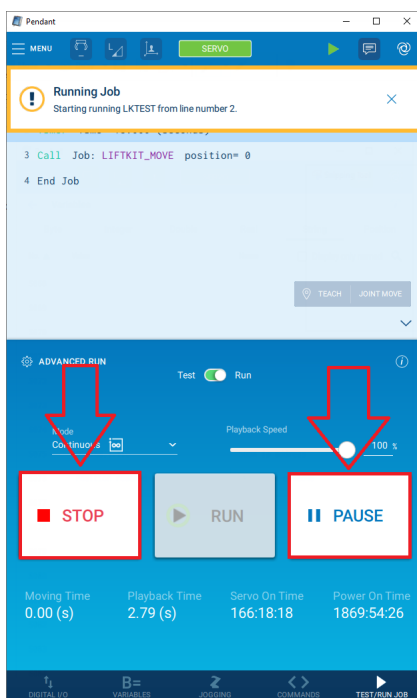 Pendant
MENU
SERVO
Running Job
Starting running LKTEST from line number 2.
3 Call Job: LIFTKIT_MOVE position= 0
4 End Job
TEACH
JOINT MOVE
ADVANCED RUN
Test Run
Mode
Continuous
Playback Speed
100 %
STOP
RUN
PAUSE
Moving Time Playback Time Servo On Time Power On Time
0.00 (s) 2.79 (s) 166:18:18 1869:54:26
DIGITAL I/O VARIABLES JOGGING COMMANDS TEST/RUN JOB